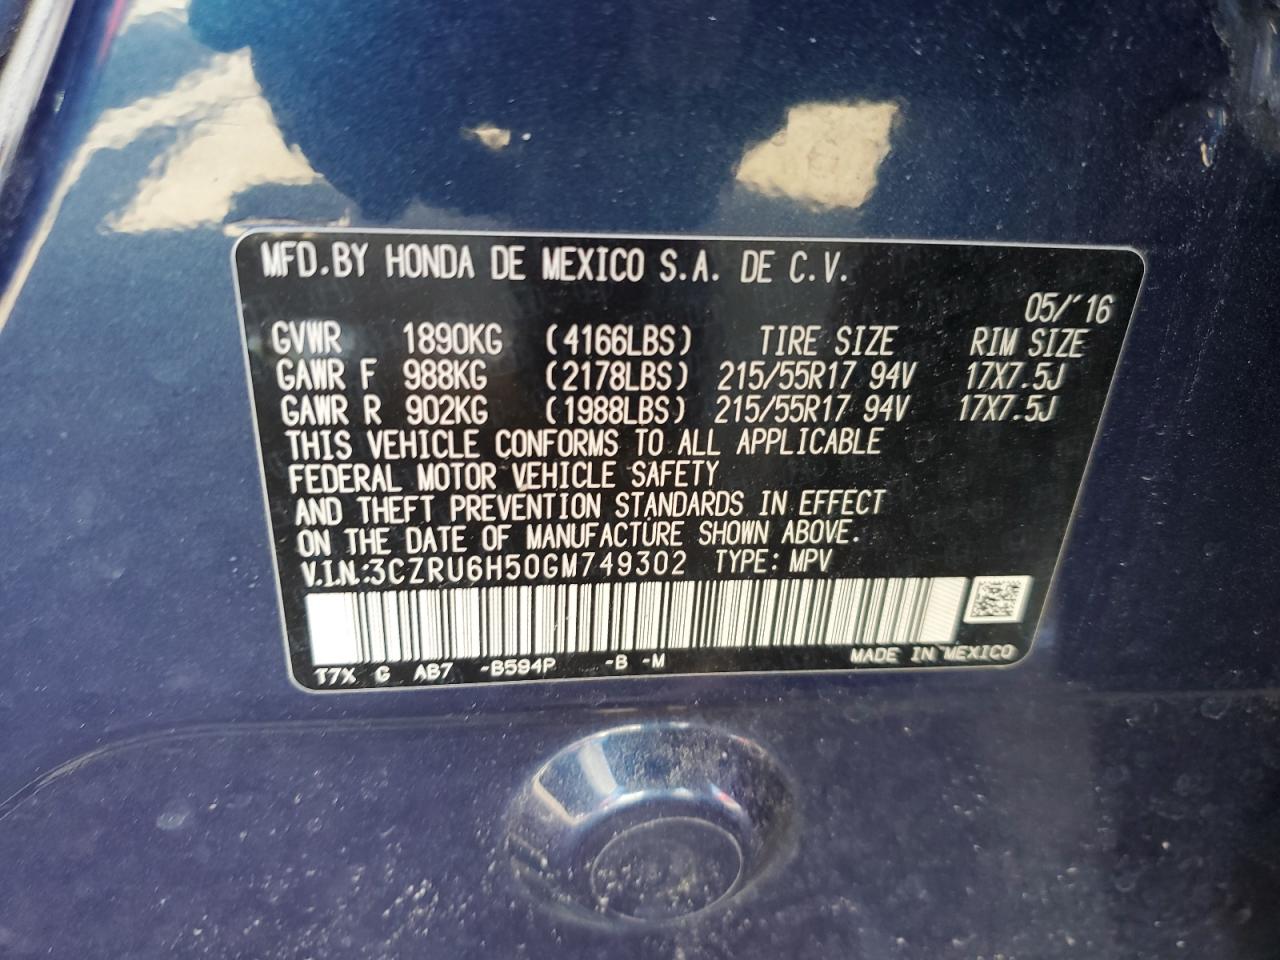 MFD.BY HONDA DE MEXICO S.A. DE C.V.
05/'16
GVWR 1890KG (4166LBS) TIRE SIZE RIM SIZE
GAWR F 988KG (2178LBS) 215/55R17 94V 17X7.5J
GAWR R 902KG (1988LBS) 215/55R17 94V 17X7.5J
THIS VEHICLE CONFORMS TO ALL APPLICABLE
FEDERAL MOTOR VEHICLE SAFETY
AND THEFT PREVENTION STANDARDS IN EFFECT
ON THE DATE OF MANUFACTURE SHOWN ABOVE.
V.I.N.:3CZRU6H50GM749302 TYPE: MPV
T7X G AB7 -B594P -B -M MADE IN MEXICO